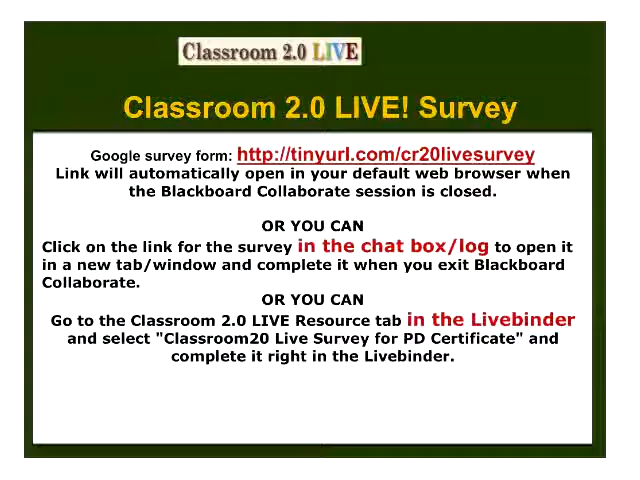 Classroom 2.0 LIVE
Classroom 2.0 LIVE! Survey
Google survey form: http://tinyurl.com/cr20livesurvey
Link will automatically open in your default web browser when
the Blackboard Collaborate session is closed.
OR YOU CAN
Click on the link for the survey in the chat box/log to open it
in a new tab/window and complete it when you exit Blackboard
Collaborate.
OR YOU CAN
Go to the Classroom 2.0 LIVE Resource tab in the Livebinder
and select "Classroom20 Live Survey for PD Certificate" and
complete it right in the Livebinder.